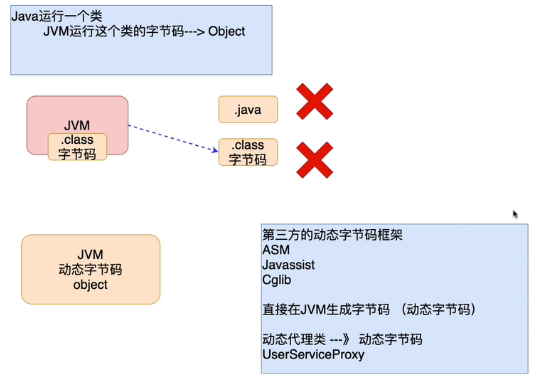 Java运行一个类
JVM运行这个类的字节码---> Object
JVM
.class
字节码
.java
.class
字节码
JVM
动态字节码
object
第三方的动态字节码框架
ASM
Javassist
Cglib
直接在JVM生成字节码 （动态字节码）
动态代理类 ---》 动态字节码
UserServiceProxy